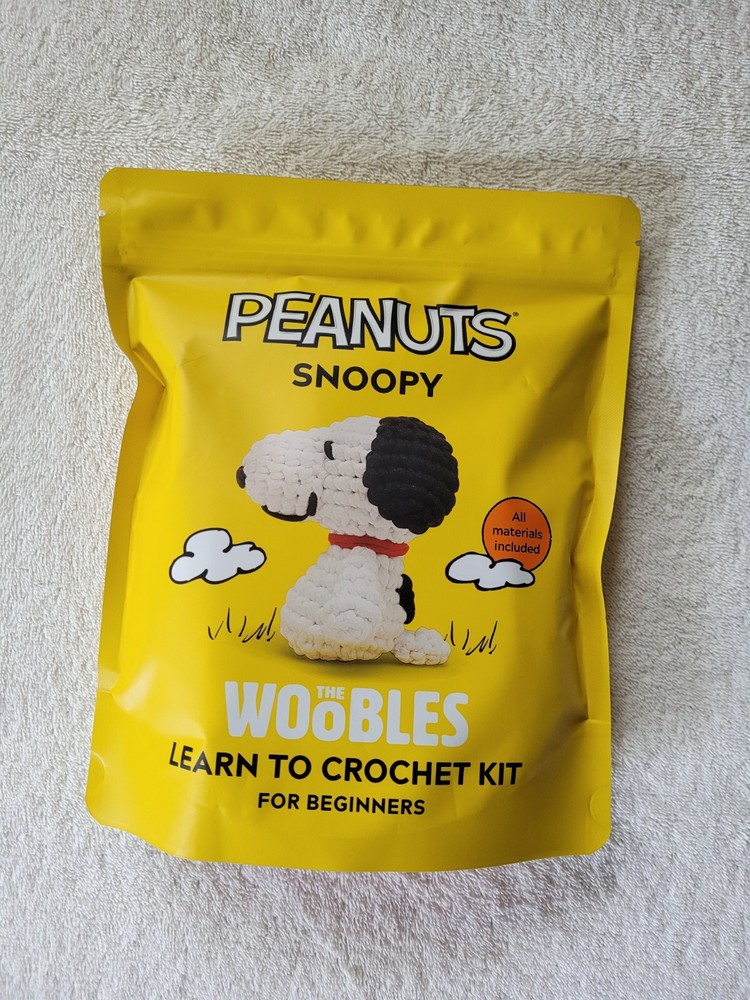 PEANUTS®
SNOOPY
All
materials
included
THE
WOOBLES
LEARN TO CROCHET KIT
FOR BEGINNERS